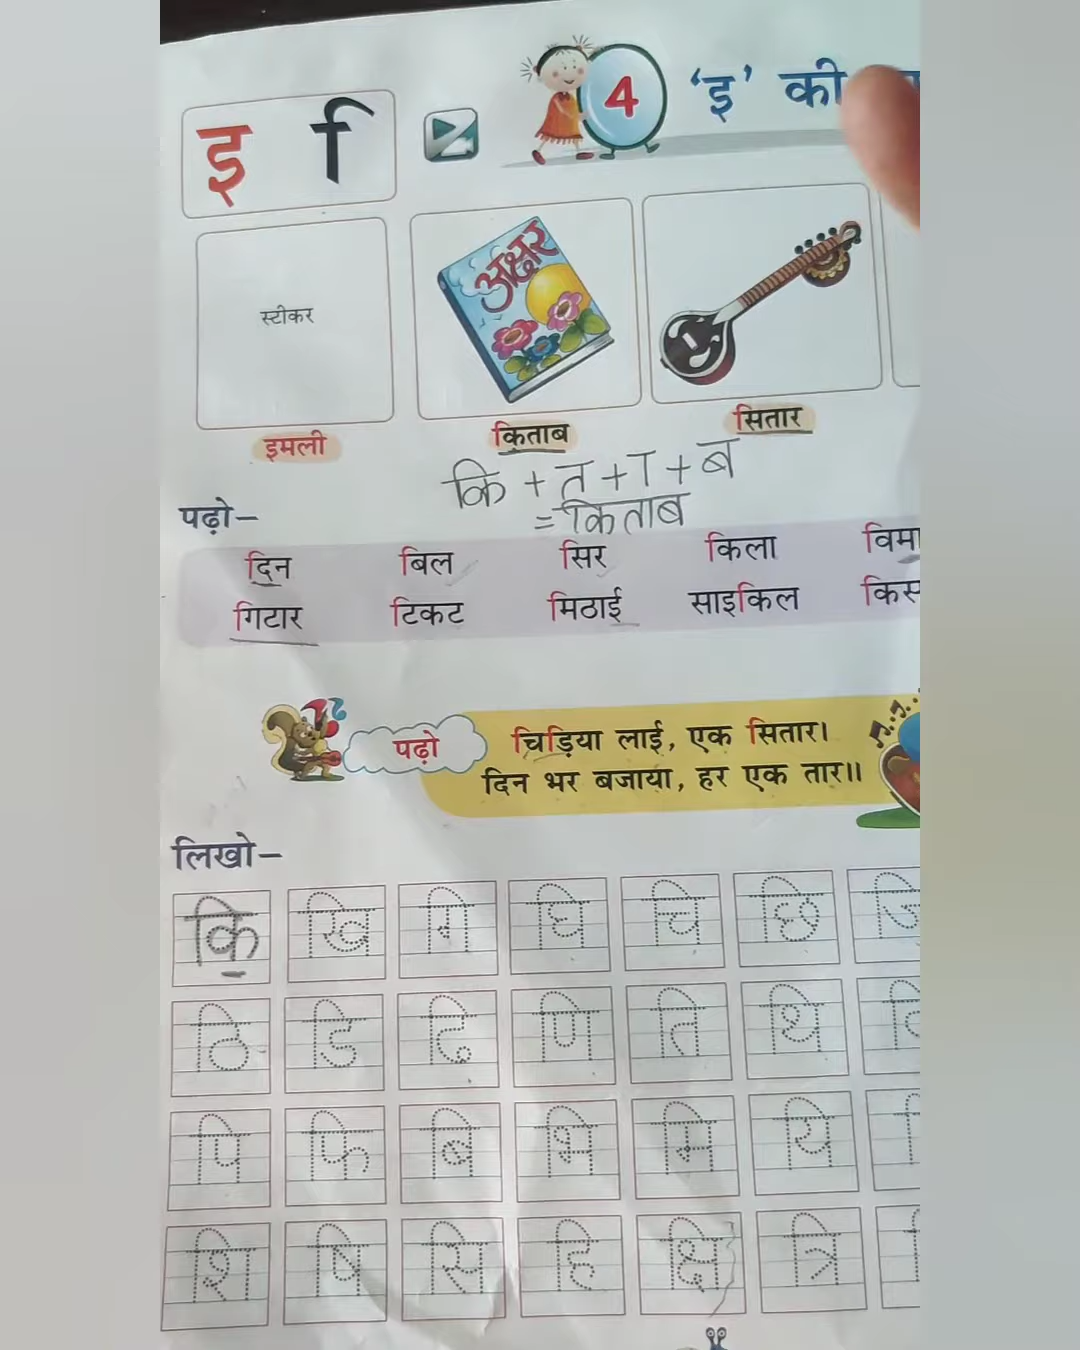 इ ि
4 'इ' की
अक्षर
स्टीकर
इमली किताब सितार
कि + त + ा + ब
= किताब
पढ़ो–
दिन बिल सिर किला
गिटार टिकट मिठाई साइकिल
पढ़ो
चिड़िया लाई, एक सितार।
दिन भर बजाया, हर एक तार॥
लिखो–
कि खि गि घि चि छि
ठि डि ढि णि ति थि
पि फि बि भि मि यि
शि षि सि हि क्षि त्रि